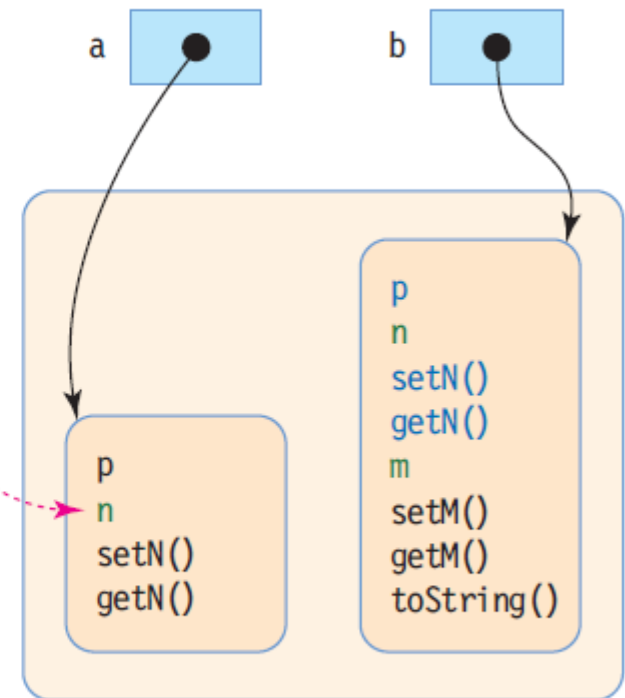 a
b
p
n
setN()
getN()
p
n
setN()
getN()
m
setM()
getM()
toString()